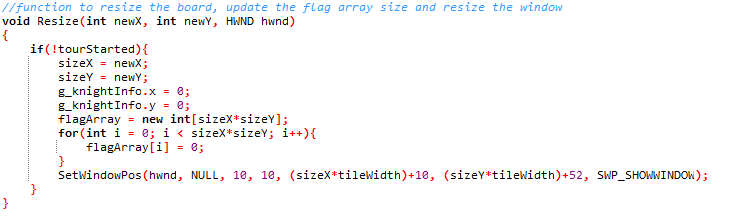 //function to resize the board, update the flag array size and resize the window
void Resize(int newX, int newY, HWND hwnd)
{
    if(!tourStarted){
        sizeX = newX;
        sizeY = newY;
        g_knightInfo.x = 0;
        g_knightInfo.y = 0;
        flagArray = new int[sizeX*sizeY];
        for(int i = 0; i < sizeX*sizeY; i++){
            flagArray[i] = 0;
        }
        SetWindowPos(hwnd, NULL, 10, 10, (sizeX*tileWidth)+10, (sizeY*tileWidth)+52, SWP_SHOWWINDOW);
    }
}